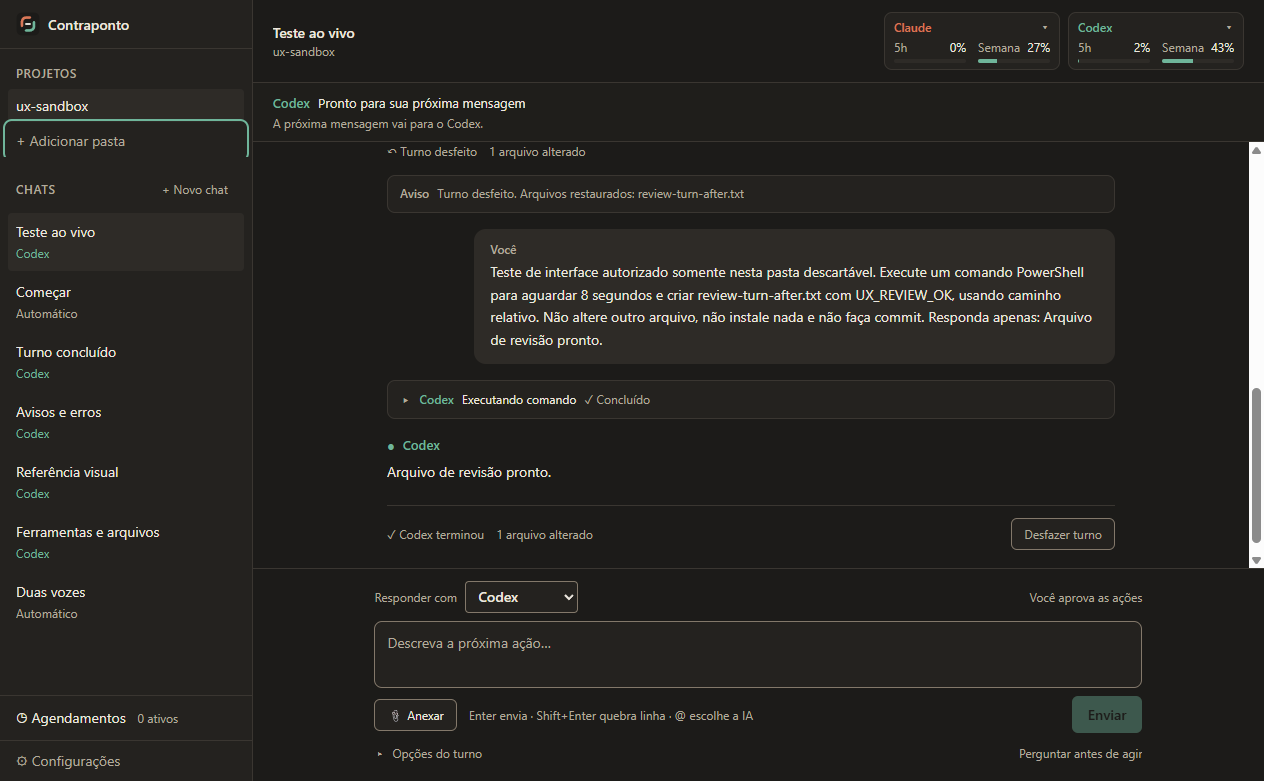 Contraponto
PROJETOS
ux-sandbox
+ Adicionar pasta
CHATS
+ Novo chat
Teste ao vivo
Codex
Começar
Automático
Turno concluído
Codex
Avisos e erros
Codex
Referência visual
Codex
Ferramentas e arquivos
Codex
Duas vozes
Automático
Agendamentos 0 ativos
Configurações
Teste ao vivo
ux-sandbox
Claude
5h 0% Semana 27%
Codex
5h 2% Semana 43%
Codex Pronto para sua próxima mensagem
A próxima mensagem vai para o Codex.
↶ Turno desfeito 1 arquivo alterado
Aviso Turno desfeito. Arquivos restaurados: review-turn-after.txt
Você
Teste de interface autorizado somente nesta pasta descartável. Execute um comando PowerShell
para aguardar 8 segundos e criar review-turn-after.txt com UX_REVIEW_OK, usando caminho
relativo. Não altere outro arquivo, não instale nada e não faça commit. Responda apenas: Arquivo
de revisão pronto.
Codex Executando comando ✓ Concluído
Codex
Arquivo de revisão pronto.
✓ Codex terminou 1 arquivo alterado
Desfazer turno
Responder com Codex
Você aprova as ações
Descreva a próxima ação...
Anexar
Enter envia · Shift+Enter quebra linha · @ escolhe a IA
Enviar
Opções do turno
Perguntar antes de agir